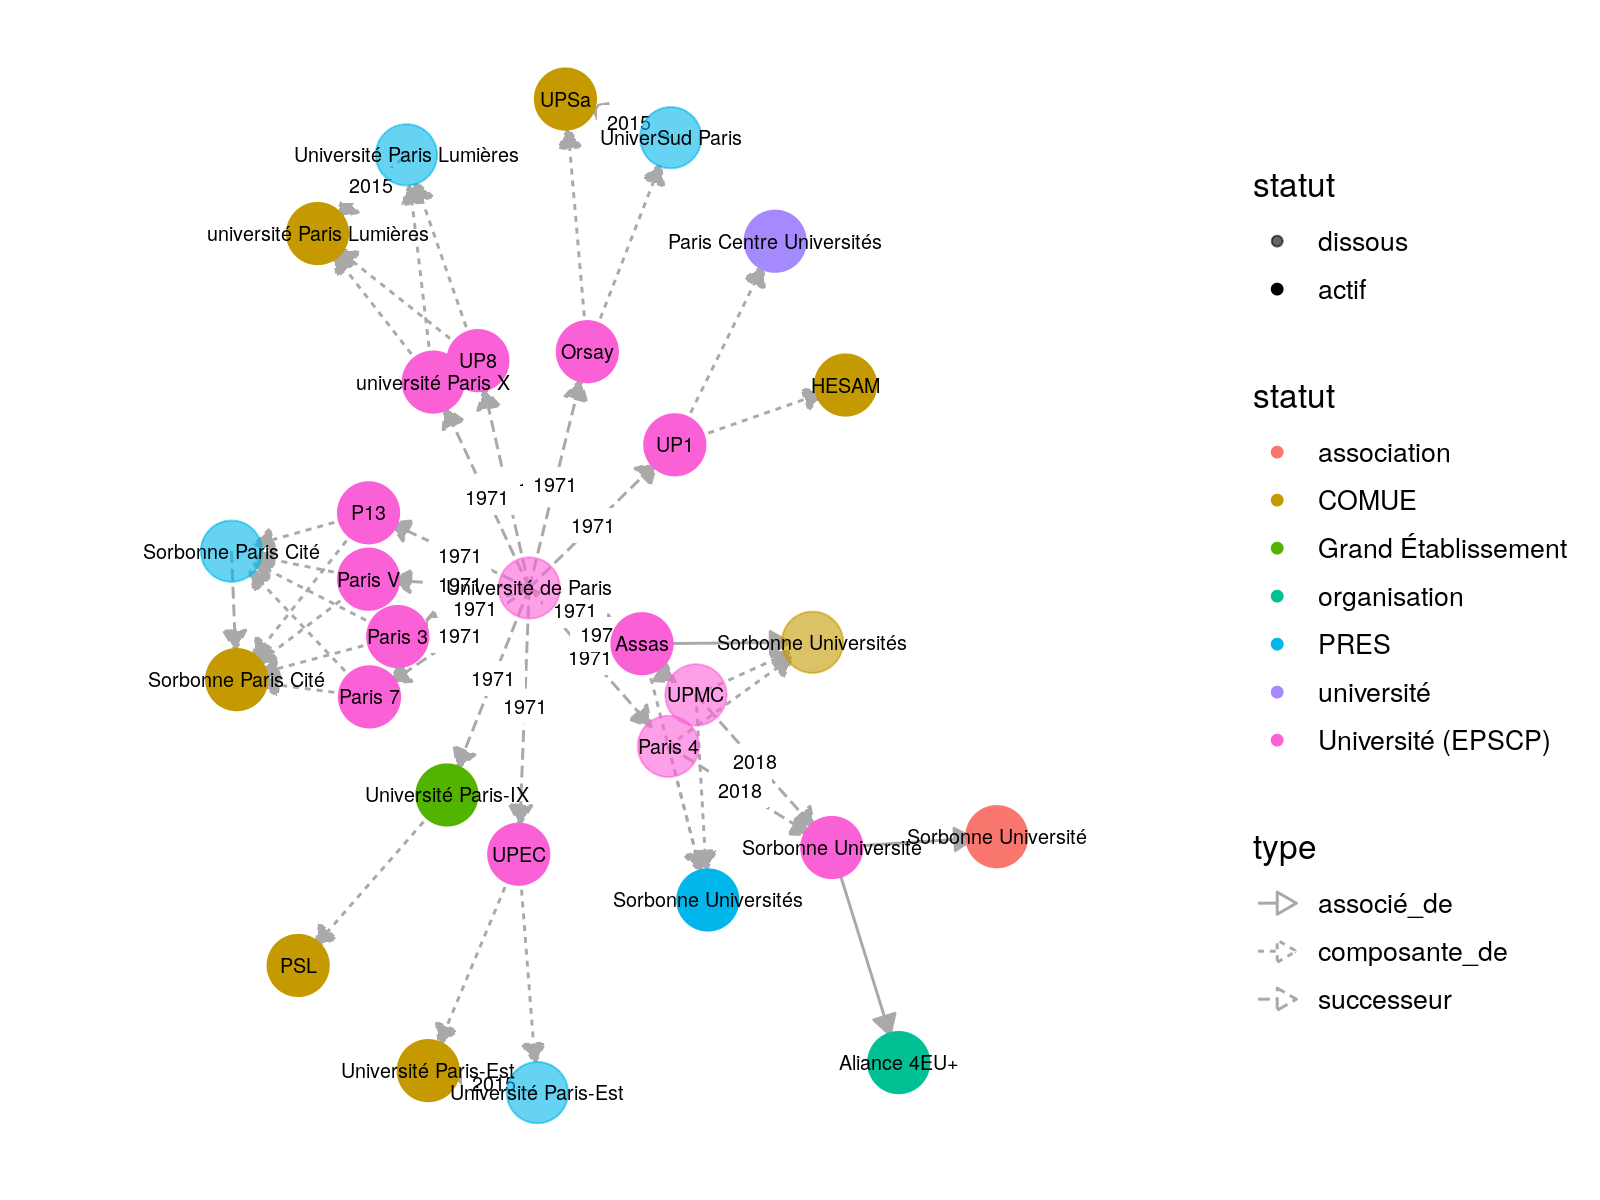 UPSa
2015
UniverSud Paris
Université Paris Lumières
2015
université Paris Lumières
Paris Centre Universités
Orsay
UP8
université Paris X
HESAM
UP1
1971
1971
1971
P13
Sorbonne Paris Cité
1971
Paris V
1971
Université de Paris
1971
1971
Paris 3
1971
197
Assas
Sorbonne Universités
1971
Sorbonne Paris Cité
1971
Paris 7
UPMC
1971
Paris 4
2018
2018
Université Paris-IX
UPEC
Sorbonne Université
Sorbonne Université
Sorbonne Universités
PSL
Université Paris-Est
2015
Université Paris-Est
Aliance 4EU+
statut
dissous
actif
statut
association
COMUE
Grand Établissement
organisation
PRES
université
Université (EPSCP)
type
associé_de
composante_de
successeur